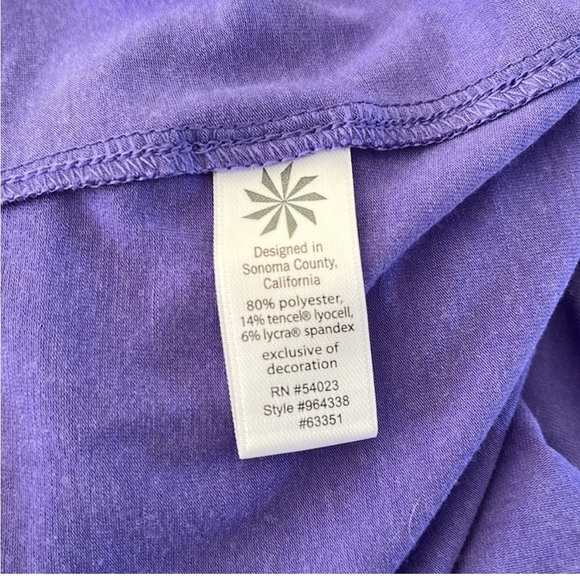 Designed in
Sonoma County,
California
80% polyester,
14% tencel® lyocell,
6% lycra® spandex
exclusive of
decoration
RN #54023
Style #964338
#63351